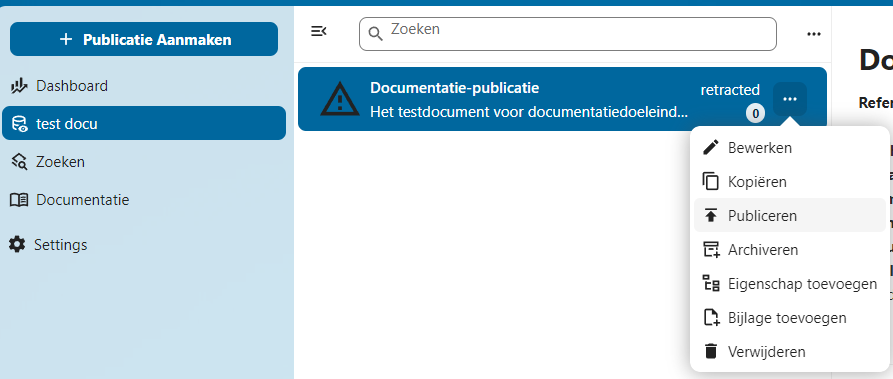 Publicatie Aanmaken
Dashboard
test docu
Zoeken
Documentatie
Settings
Zoeken
Documentatie-publicatie
retracted
Het testdocument voor documentatiedoeleind...
0
Bewerken
Kopiëren
Publiceren
Archiveren
Eigenschap toevoegen
Bijlage toevoegen
Verwijderen
Do
Refer